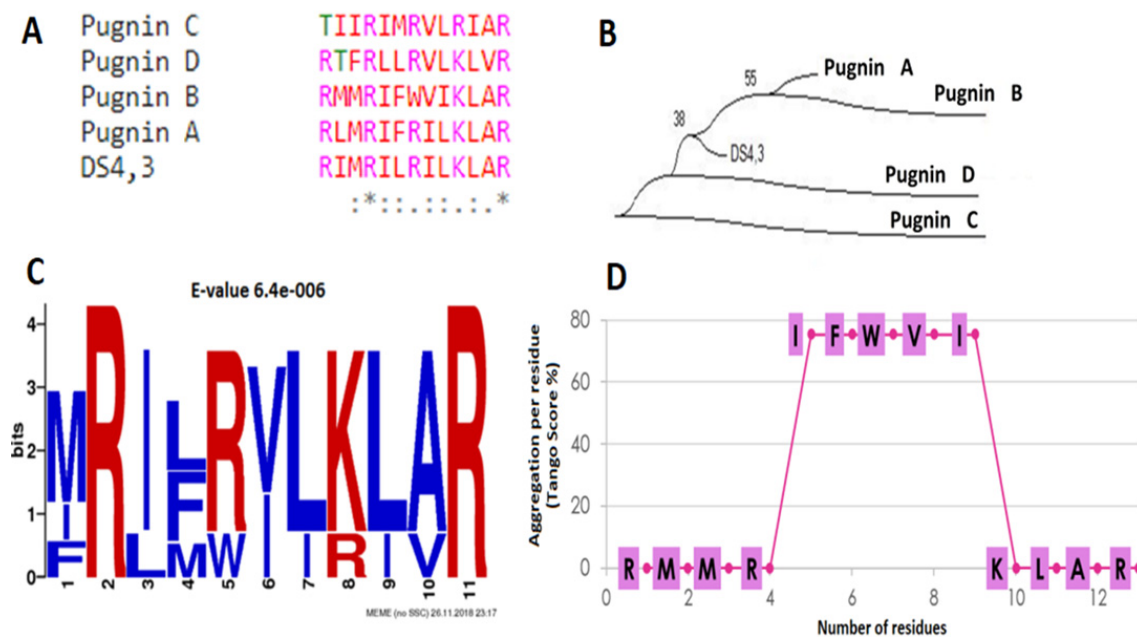 A
Pugnin C TIIRIMRVLRIAR
Pugnin D RTFRLLRVLKLVR
Pugnin B RMMRIFWVIKLAR
Pugnin A RLMRIFRILKLAR
DS4,3 RIMRILRILKLAR
:*::.::.:.*
B
55
Pugnin A
Pugnin B
38
DS4,3
Pugnin D
Pugnin C
C
E-value 6.4e-006
bits
4
3
2
1
0
M I F
R
I L
L F M
R W
V I
L I
K R
L I
A V
R
1 2 3 4 5 6 7 8 9 10 11
MEME (no SSC) 26.11.2018 23:17
D
Aggregation per residue
(Tango Score %)
80
60
40
20
0
I F W V I
R M M R
K L A R
0 2 4 6 8 10 12
Number of residues